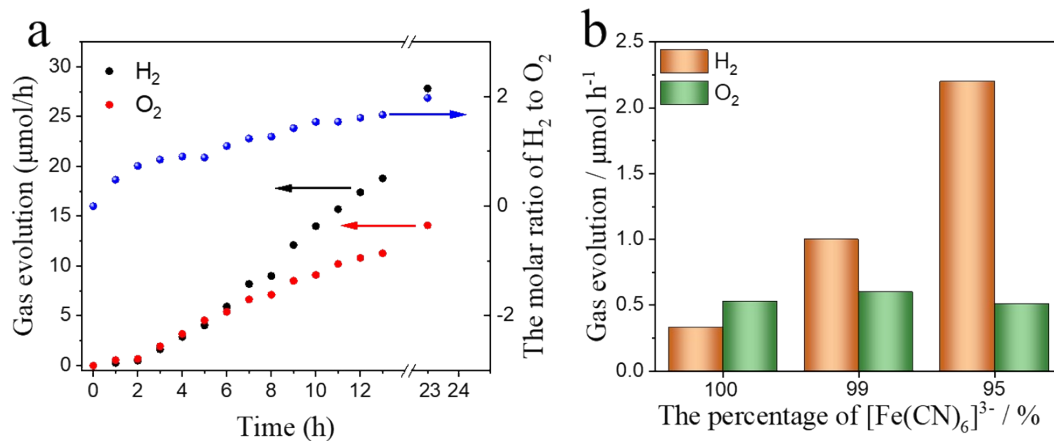 a
Gas evolution (μmol/h)
30
25
20
15
10
5
0
H₂
O₂
2
0
-2
The molar ratio of H₂ to O₂
0 2 4 6 8 10 12 23 24
Time (h)
b
Gas evolution / μmol h⁻¹
2.5
2.0
1.5
1.0
0.5
0.0
H₂
O₂
100 99 95
The percentage of [Fe(CN)₆]³⁻ / %